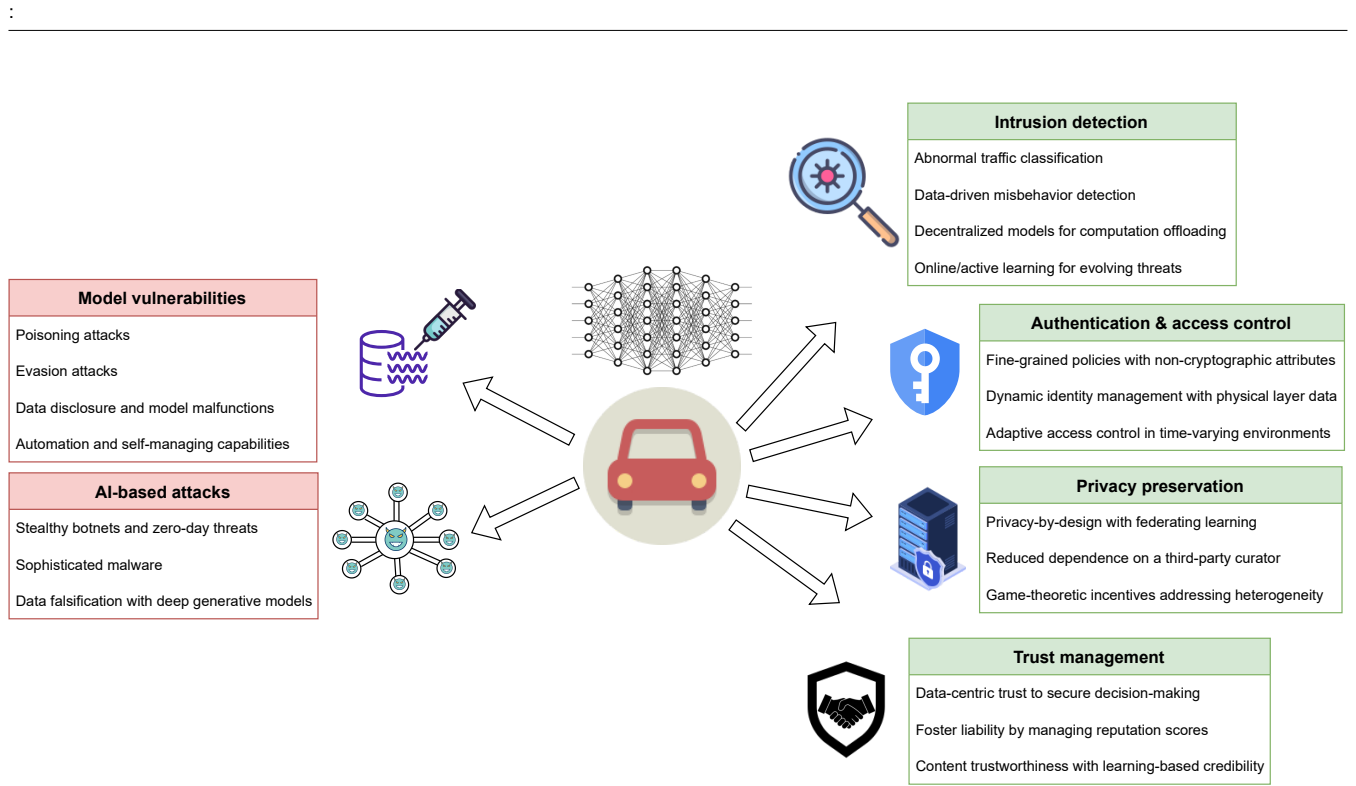 :
Intrusion detection
Abnormal traffic classification
Data-driven misbehavior detection
Decentralized models for computation offloading
Online/active learning for evolving threats
Model vulnerabilities
Poisoning attacks
Evasion attacks
Data disclosure and model malfunctions
Automation and self-managing capabilities
Authentication & access control
Fine-grained policies with non-cryptographic attributes
Dynamic identity management with physical layer data
Adaptive access control in time-varying environments
AI-based attacks
Stealthy botnets and zero-day threats
Sophisticated malware
Data falsification with deep generative models
Privacy preservation
Privacy-by-design with federating learning
Reduced dependence on a third-party curator
Game-theoretic incentives addressing heterogeneity
Trust management
Data-centric trust to secure decision-making
Foster liability by managing reputation scores
Content trustworthiness with learning-based credibility